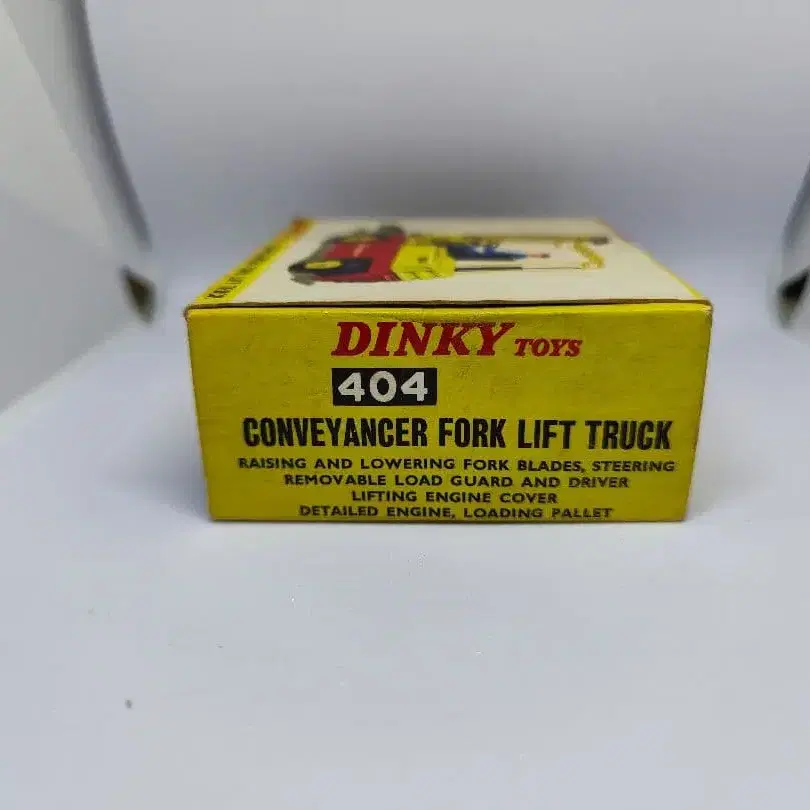 DINKY TOYS
404
CONVEYANCER FORK LIFT TRUCK
RAISING AND LOWERING FORK BLADES, STEERING
REMOVABLE LOAD GUARD AND DRIVER
LIFTING ENGINE COVER
DETAILED ENGINE, LOADING PALLET